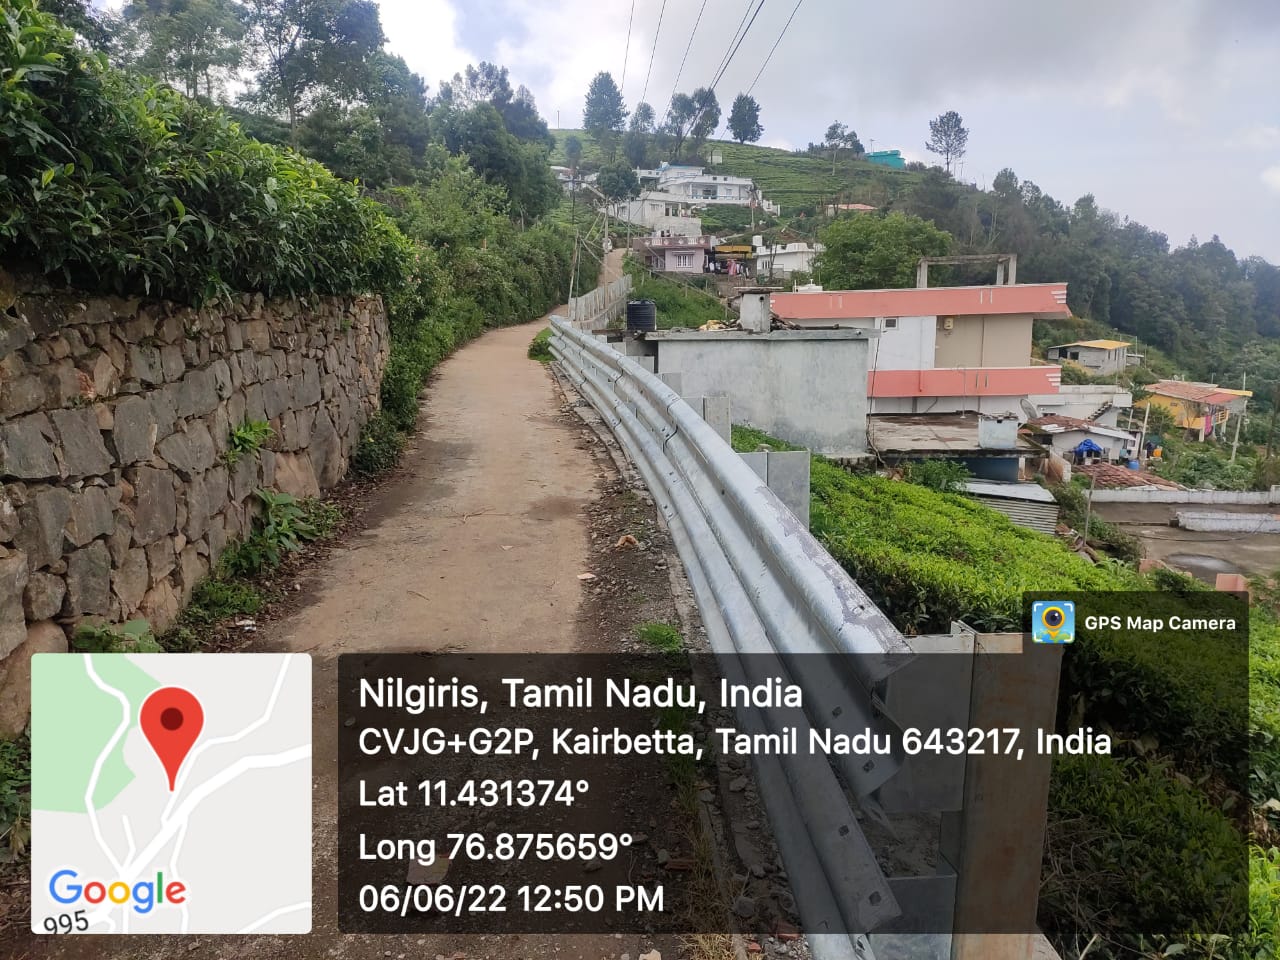 GPS Map Camera
Nilgiris, Tamil Nadu, India
CVJG+G2P, Kairbetta, Tamil Nadu 643217, India
Lat 11.431374°
Long 76.875659°
06/06/22 12:50 PM
Google
995